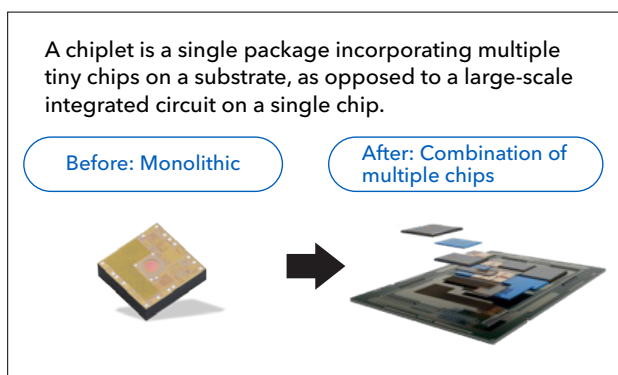 A chiplet is a single package incorporating multiple
tiny chips on a substrate, as opposed to a large-scale
integrated circuit on a single chip.
Before: Monolithic
After: Combination of
multiple chips